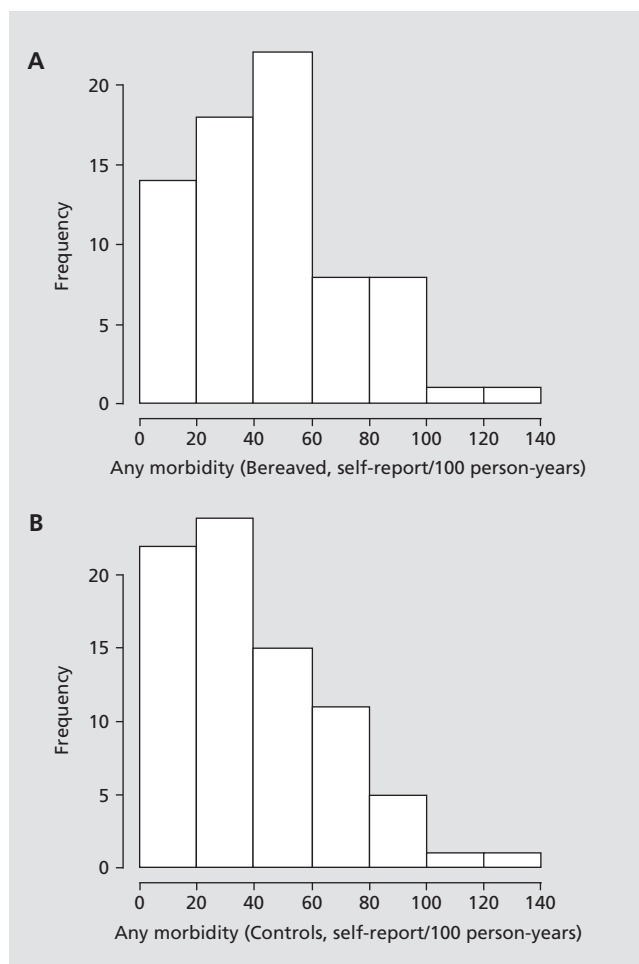 A
20
15
10
5
0
Frequency
0 20 40 60 80 100 120 140
Any morbidity (Bereaved, self-report/100 person-years)
B
20
15
10
5
0
Frequency
0 20 40 60 80 100 120 140
Any morbidity (Controls, self-report/100 person-years)